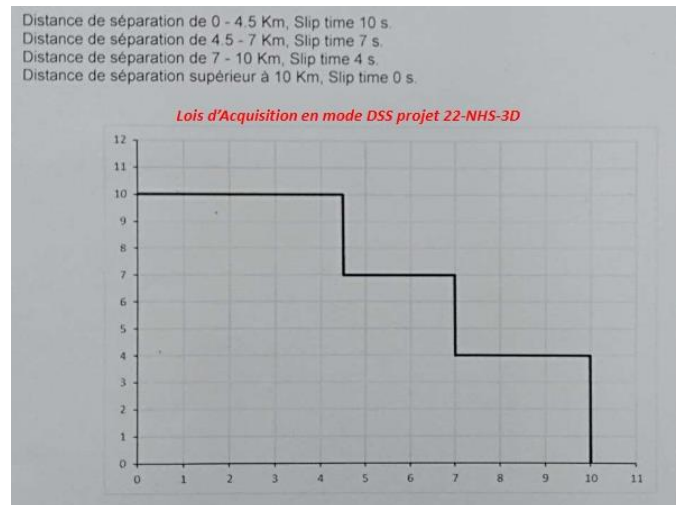 Distance de séparation de 0 - 4.5 Km, Slip time 10 s.
Distance de séparation de 4.5 - 7 Km, Slip time 7 s.
Distance de séparation de 7 - 10 Km, Slip time 4 s.
Distance de séparation supérieur à 10 Km, Slip time 0 s.
Lois d'Acquisition en mode DSS projet 22-NHS-3D
12
11
10
9
8
7
6
5
4
3
2
1
0
0 1 2 3 4 5 6 7 8 9 10 11